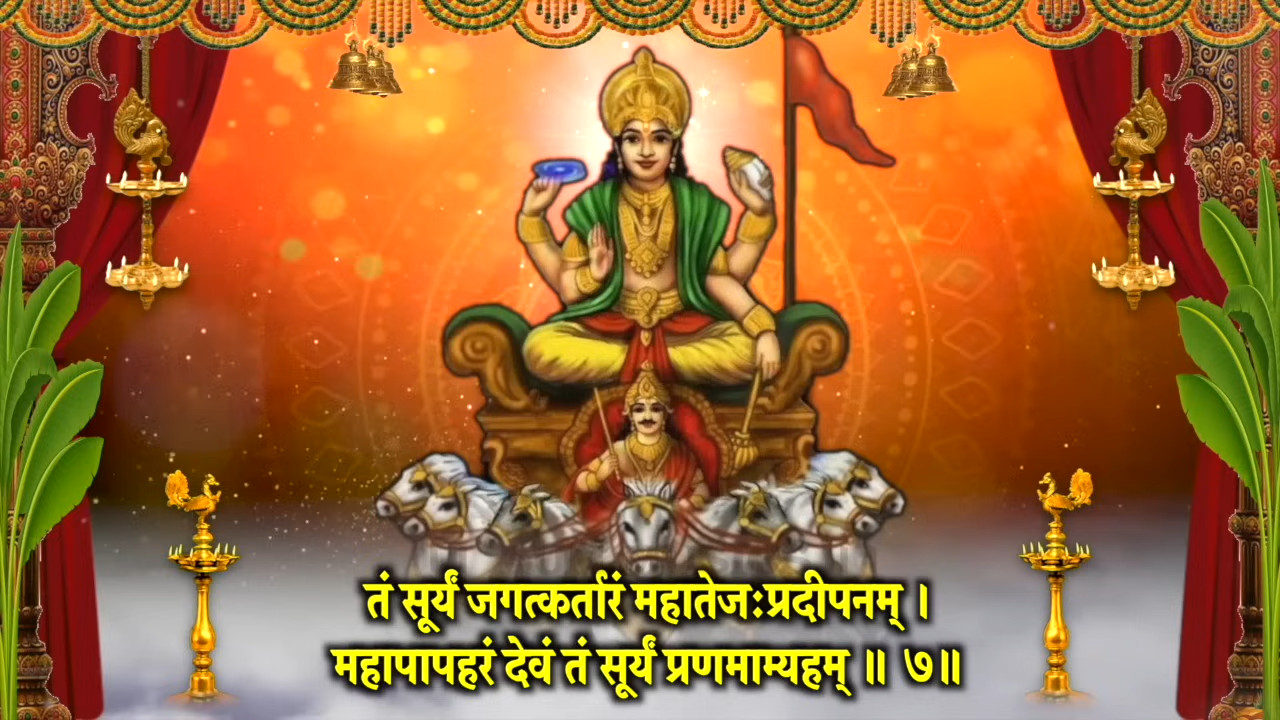 तं सूर्यं जगत्कर्तारं महातेजःप्रदीपनम् ।
महापापहरं देवं तं सूर्यं प्रणमाम्यहम् ॥ ७॥